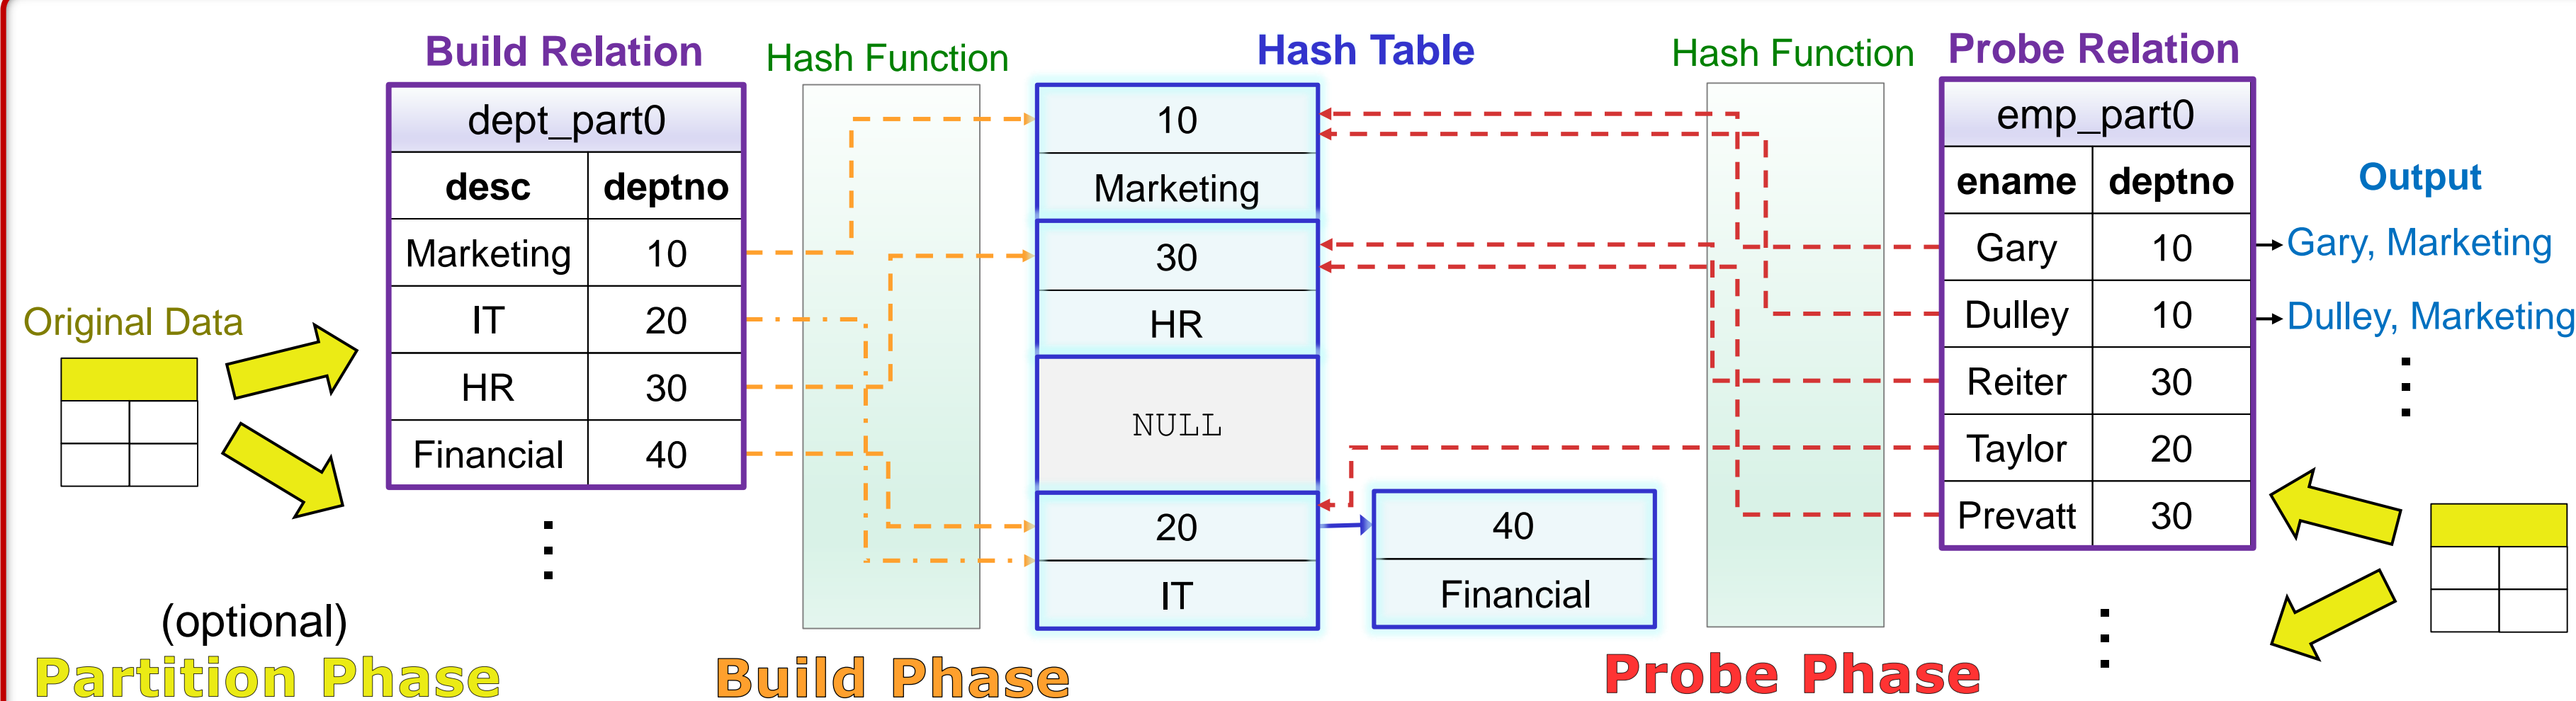 Build Relation
Hash Function
Hash Table
Hash Function
Probe Relation
dept_part0
desc deptno
Marketing 10
IT 20
HR 30
Financial 40
10
Marketing
30
HR
NULL
20
IT
40
Financial
emp_part0
ename deptno
Gary 10
Dulley 10
Reiter 30
Taylor 20
Prevatt 30
Output
Gary, Marketing
Dulley, Marketing
Original Data
(optional)
Partition Phase
Build Phase
Probe Phase